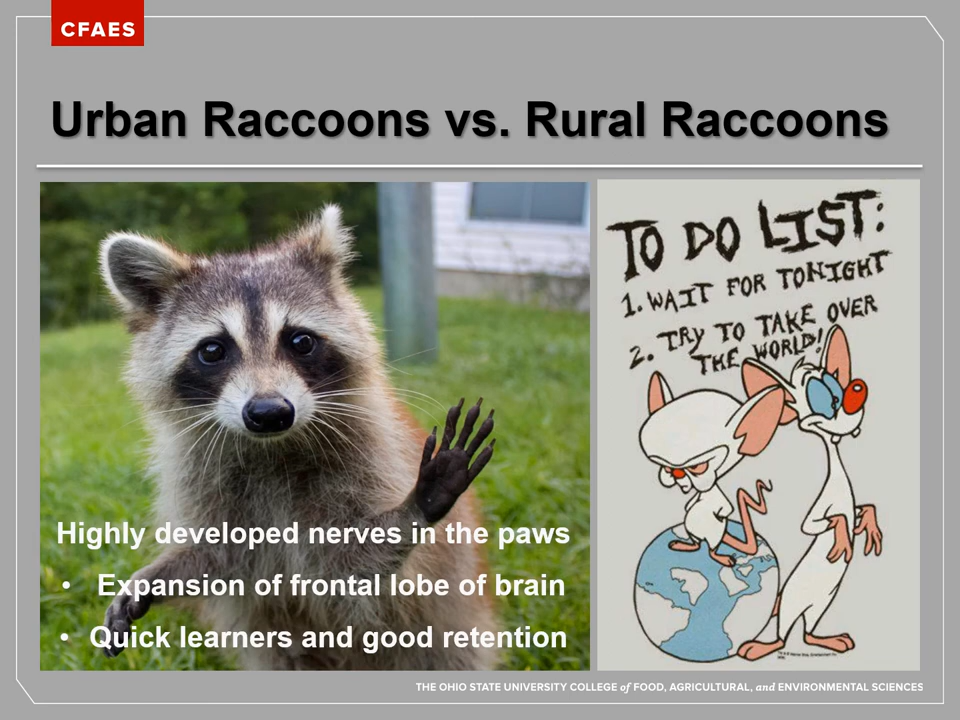 CFAES
Urban Raccoons vs. Rural Raccoons
Highly developed nerves in the paws
• Expansion of frontal lobe of brain
• Quick learners and good retention
TO DO LIST:
1. WAIT FOR TONIGHT
2. TRY TO TAKE OVER
THE WORLD!
THE OHIO STATE UNIVERSITY COLLEGE of FOOD, AGRICULTURAL, and ENVIRONMENTAL SCIENCES